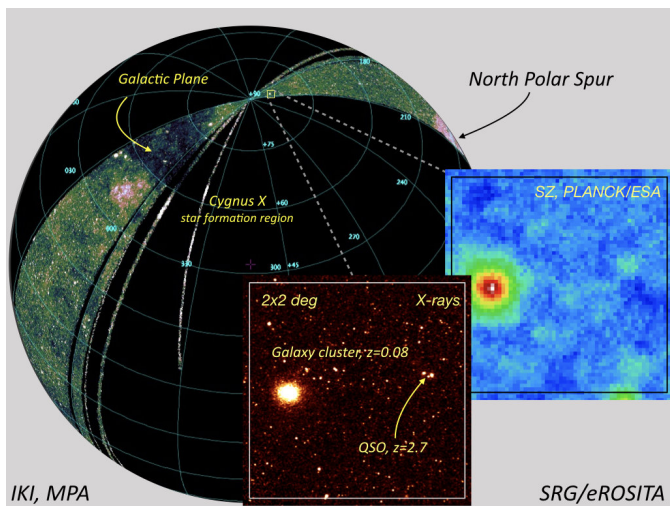 Galactic Plane
North Polar Spur
180
+90
210
+75
030
240
SZ, PLANCK/ESA
Cygnus X
star formation region
+60
000
330
300
+45
2x2 deg
X-rays
Galaxy cluster, z=0.08
QSO, z=2.7
IKI, MPA
SRG/eROSITA